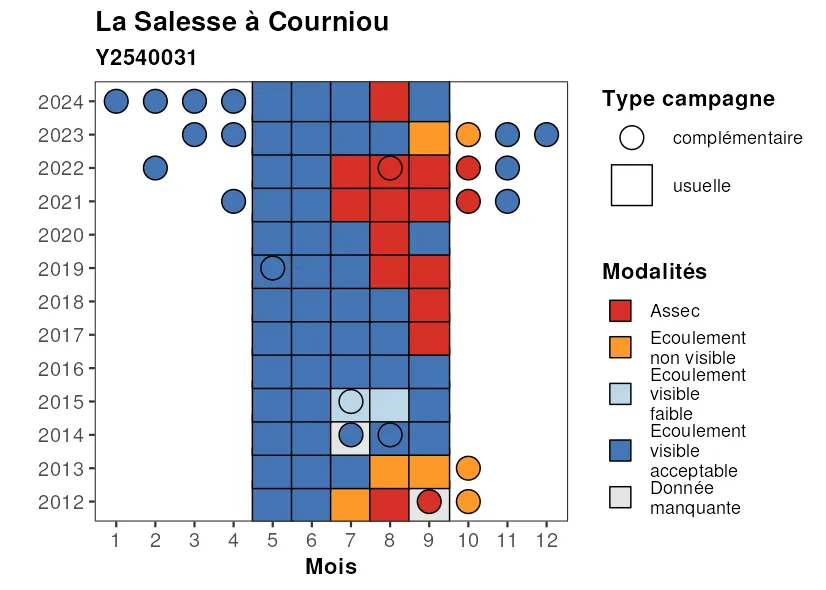 La Salesse à Courniou
Y2540031
2024
2023
2022
2021
2020
2019
2018
2017
2016
2015
2014
2013
2012
1 2 3 4 5 6 7 8 9 10 11 12
Mois
Type campagne
complémentaire
usuelle
Modalités
Assec
Ecoulement
non visible
Ecoulement
visible
faible
Ecoulement
visible
acceptable
Donnée
manquante